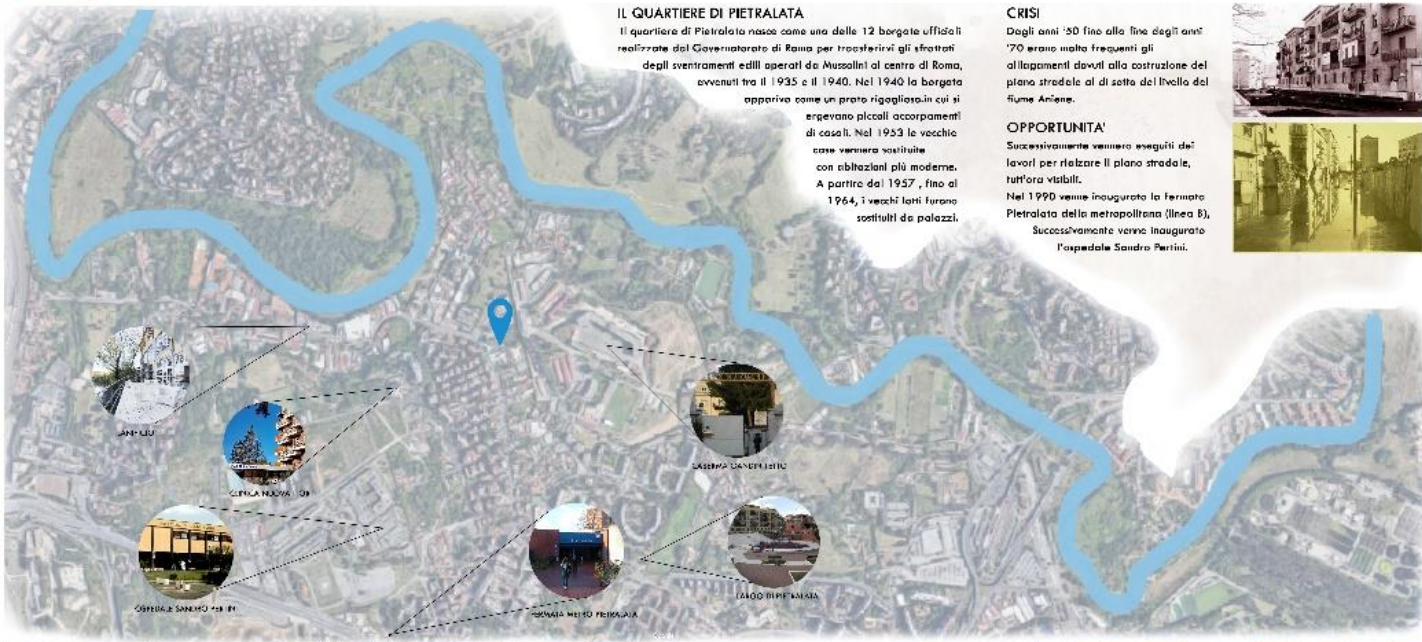 IL QUARTIERE DI PIETRALATA
Il quartiere di Pietralata nasce come una delle 12 borgate ufficiali
realizzate dal Governatorato di Roma per trasferirvi gli sfrattati
degli sventramenti edili operati da Mussolini al centro di Roma,
avvenuti tra il 1935 e il 1940. Nel 1940 la borgata
appariva come un prato rigoglioso in cui si
ergevano piccoli accorpamenti
di casali. Nel 1953 le vecchie
case vennero sostituite
con abitazioni più moderne.
A partire dal 1957 , fino al
1964, i vecchi lotti furono
sostituiti da palazzi.
CRISI
Dagli anni '50 fino alla fine degli anni
'70 erano molto frequenti gli
allagamenti dovuti alla costruzione del
piano stradale al di sotto del livello del
fiume Aniene.
OPPORTUNITA'
Successivamente vennero eseguiti dei
lavori per rialzare il piano stradale,
tutt'ora visibili.
Nel 1990 venne inaugurata la fermata
Pietralata della metropolitana (linea B),
Successivamente venne inaugurato
l'ospedale Sandro Pertini.
LANIFICIO
CLINICA NUOVA ITOR
OSPEDALE SANDRO PERTINI
FERMATA METRO PIETRALATA
LARGO DI PIETRALATA
CASERMA